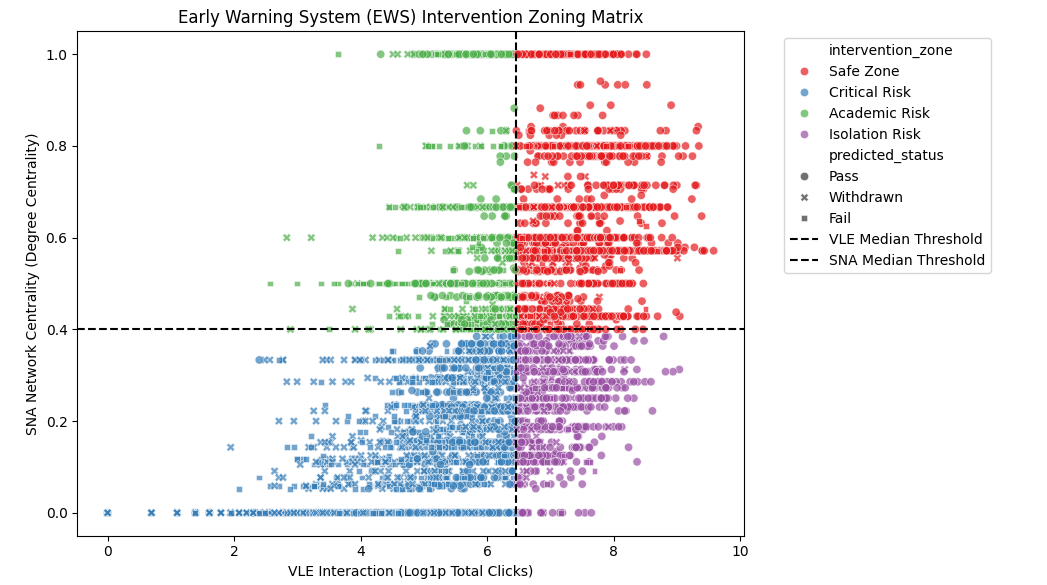 Early Warning System (EWS) Intervention Zoning Matrix
SNA Network Centrality (Degree Centrality)
1.0
0.8
0.6
0.4
0.2
0.0
0
2
4
6
8
10
VLE Interaction (Log1p Total Clicks)
intervention_zone
Safe Zone
Critical Risk
Academic Risk
Isolation Risk
predicted_status
Pass
Withdrawn
Fail
VLE Median Threshold
SNA Median Threshold